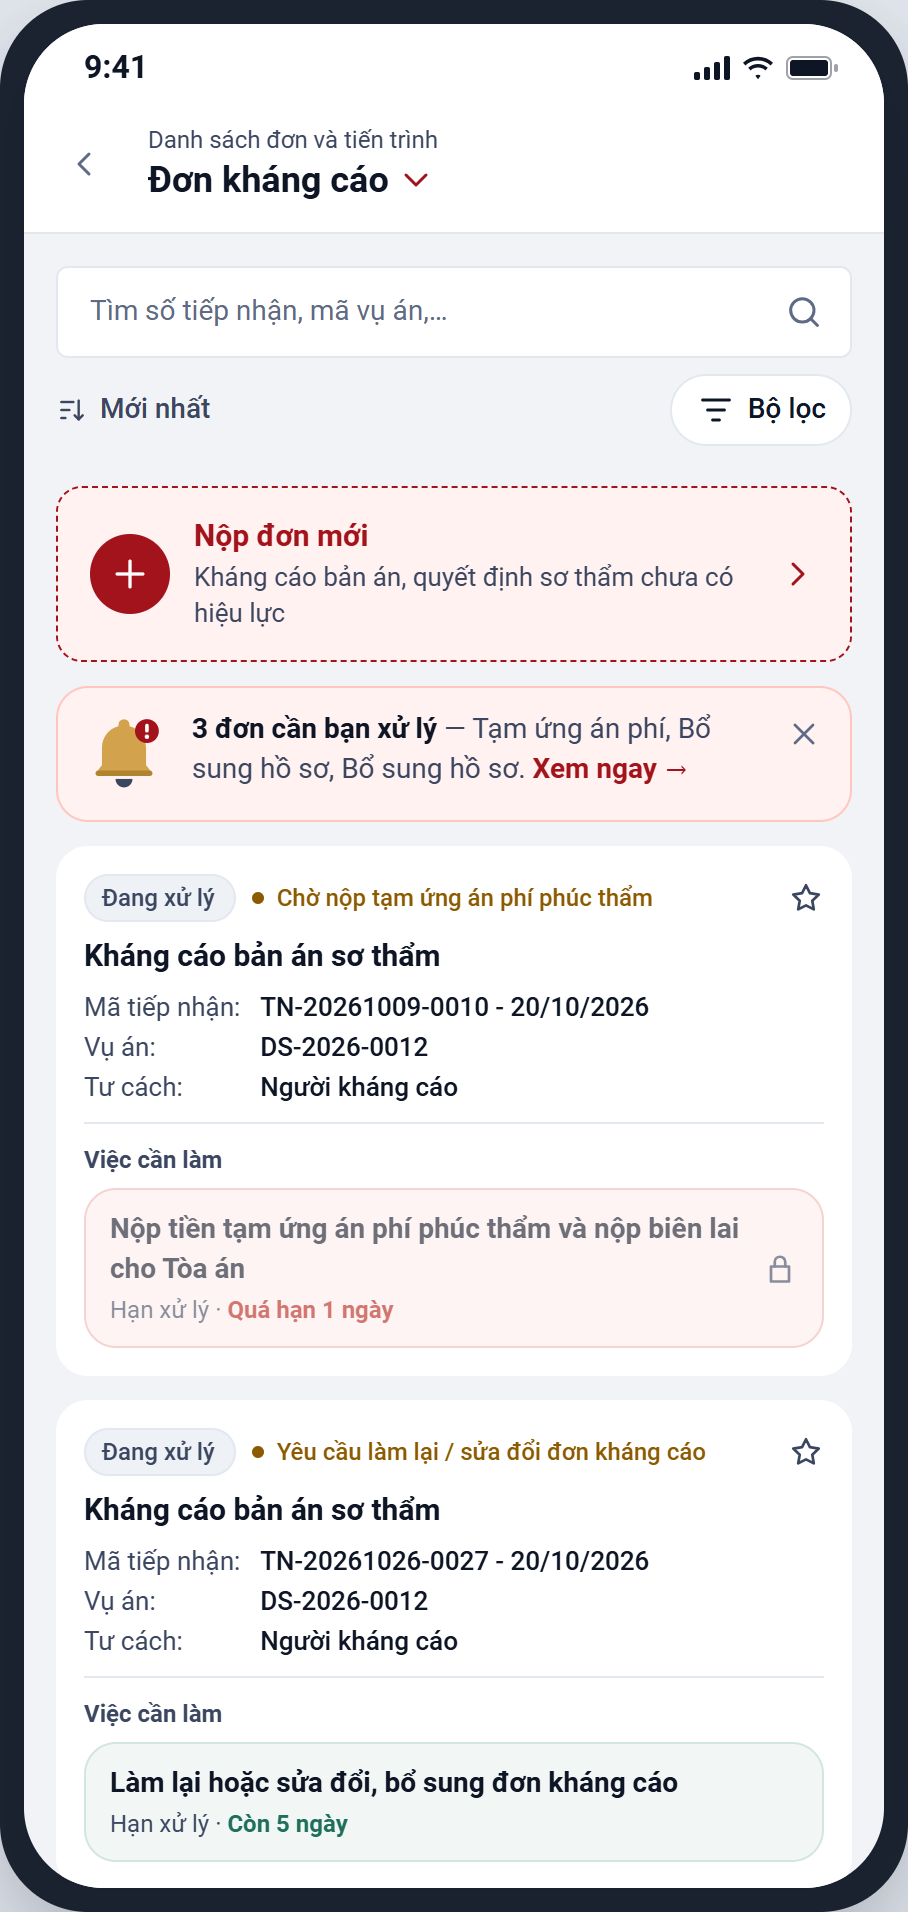 9:41
Danh sách đơn và tiến trình
Đơn kháng cáo
Tìm số tiếp nhận, mã vụ án,...
Mới nhất
Bộ lọc
Nộp đơn mới
Kháng cáo bản án, quyết định sơ thẩm chưa có
hiệu lực
3 đơn cần bạn xử lý — Tạm ứng án phí, Bổ
sung hồ sơ, Bổ sung hồ sơ. Xem ngay →
Đang xử lý
Chờ nộp tạm ứng án phí phúc thẩm
Kháng cáo bản án sơ thẩm
Mã tiếp nhận: TN-20261009-0010 - 20/10/2026
Vụ án: DS-2026-0012
Tư cách: Người kháng cáo
Việc cần làm
Nộp tiền tạm ứng án phí phúc thẩm và nộp biên lai
cho Tòa án
Hạn xử lý · Quá hạn 1 ngày
Đang xử lý
Yêu cầu làm lại / sửa đổi đơn kháng cáo
Kháng cáo bản án sơ thẩm
Mã tiếp nhận: TN-20261026-0027 - 20/10/2026
Vụ án: DS-2026-0012
Tư cách: Người kháng cáo
Việc cần làm
Làm lại hoặc sửa đổi, bổ sung đơn kháng cáo
Hạn xử lý · Còn 5 ngày